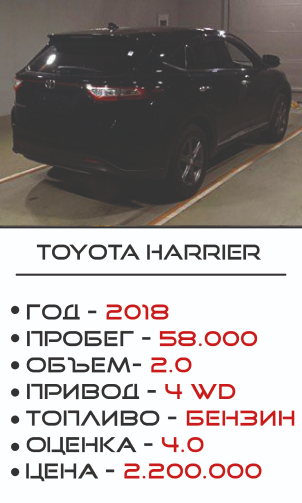 TOYOTA HARRIER
• ГОД - 2018
• ПРОБЕГ - 58.000
• ОБЪЕМ- 2.0
• ПРИВОД - 4 WD
• ТОПЛИВО - БЕНЗИН
• ОЦЕНКА - 4.0
• ЦЕНА - 2.200.000